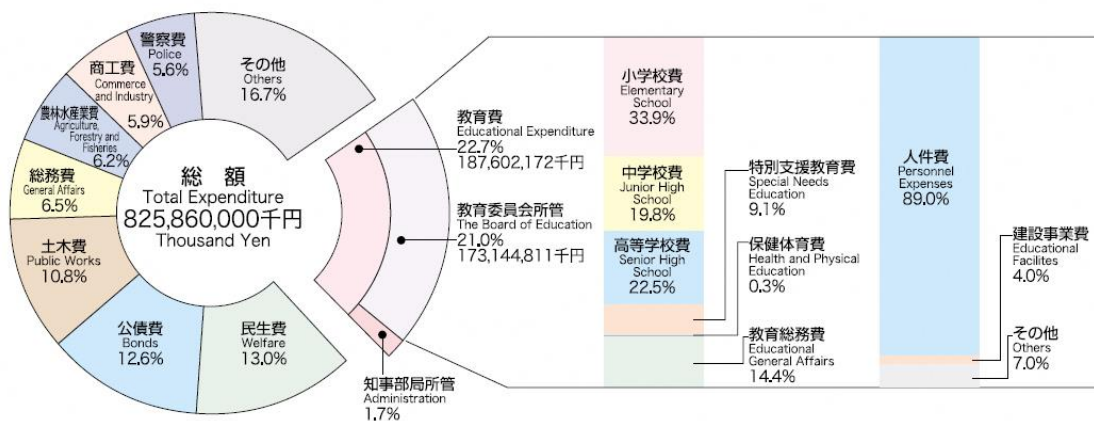 警察費
Police
5.6%
商工費
Commerce
and Industry
5.9%
農林水産業費
Agriculture,
Forestry and
Fisheries
6.2%
総務費
General Affairs
6.5%
土木費
Public Works
10.8%
公債費
Bonds
12.6%
民生費
Welfare
13.0%
その他
Others
16.7%
総 額
Total Expenditure
825,860,000千円
Thousand Yen
教育費
Educational Expenditure
22.7%
187,602,172千円
教育委員会所管
The Board of Education
21.0%
173,144,811千円
知事部局所管
Administration
1.7%
小学校費
Elementary
School
33.9%
中学校費
Junior High
School
19.8%
高等学校費
Senior High
School
22.5%
特別支援教育費
Special Needs
Education
9.1%
保健体育費
Health and Physical
Education
0.3%
教育総務費
Educational
General Affairs
14.4%
人件費
Personnel
Expenses
89.0%
建設事業費
Educational
Facilites
4.0%
その他
Others
7.0%